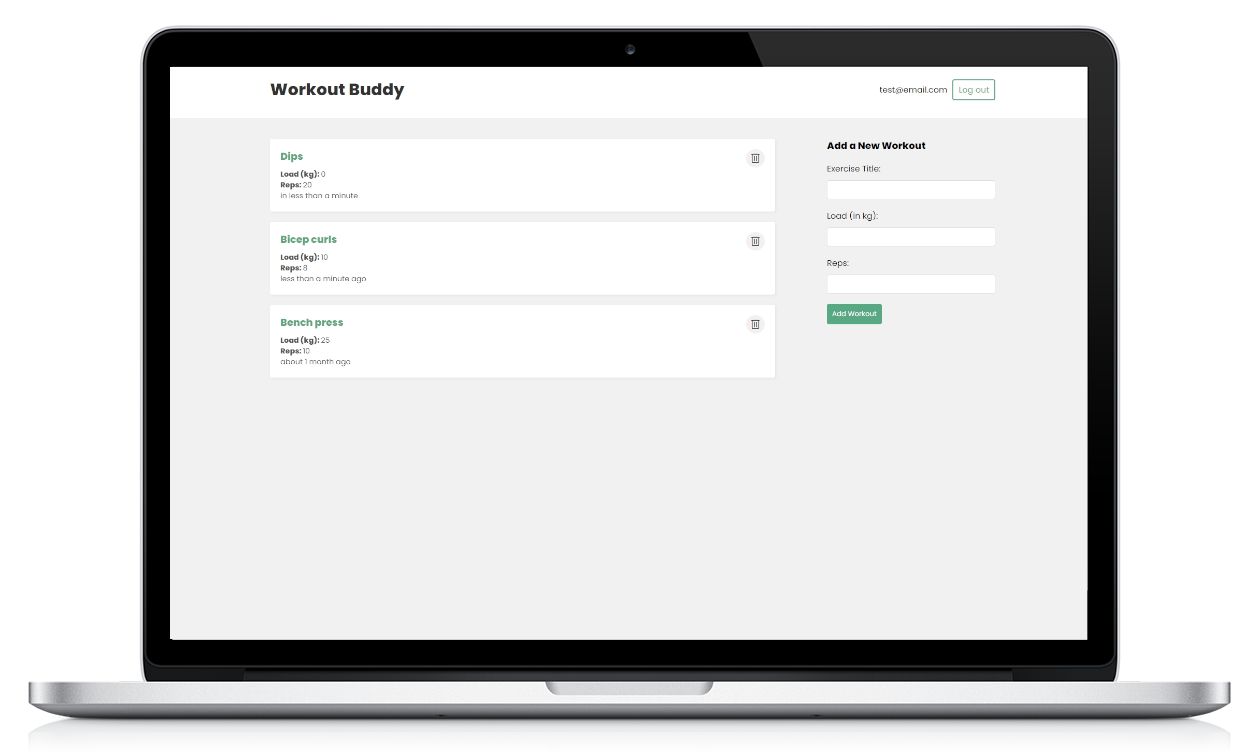 Workout Buddy
test@email.com
Log out
Dips
Load (kg): 0
Reps: 20
in less than a minute
Bicep curls
Load (kg): 10
Reps: 8
less than a minute ago
Bench press
Load (kg): 25
Reps: 10
about 1 month ago
Add a New Workout
Exercise Title:
Load (in kg):
Reps:
Add Workout